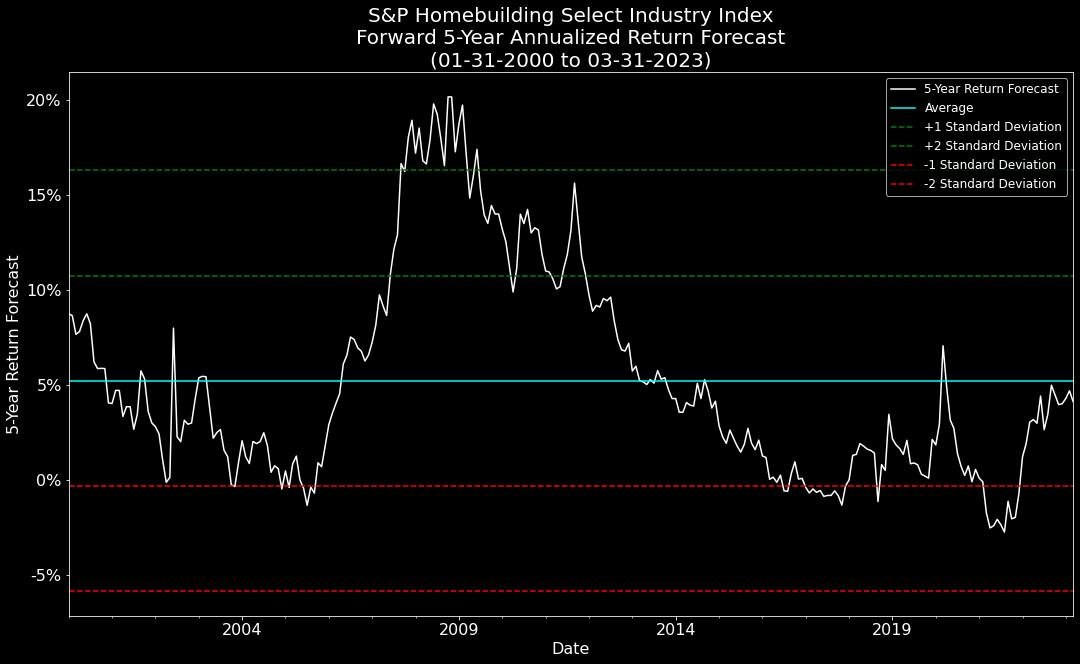 S&P Homebuilding Select Industry Index
Forward 5-Year Annualized Return Forecast
(01-31-2000 to 03-31-2023)
5-Year Return Forecast
Average
+1 Standard Deviation
+2 Standard Deviation
-1 Standard Deviation
-2 Standard Deviation
5-Year Return Forecast
20%
15%
10%
5%
0%
-5%
2004 2009 2014 2019
Date